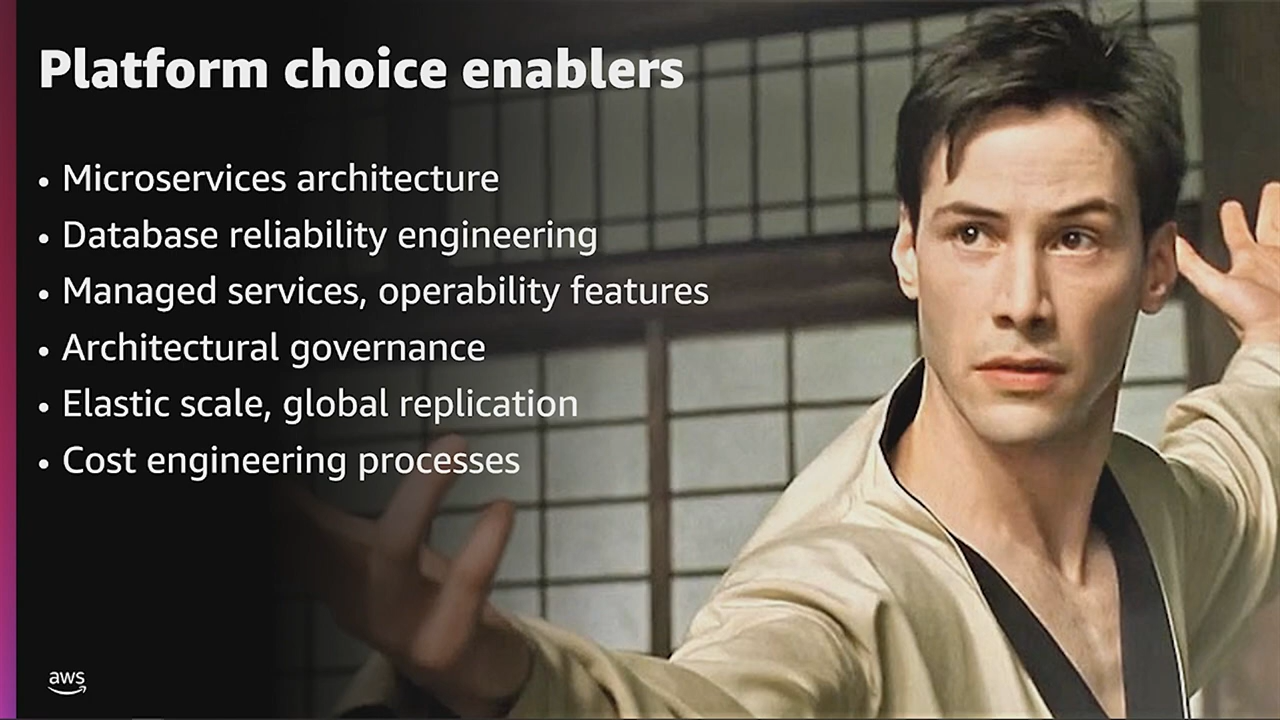 Platform choice enablers
• Microservices architecture
• Database reliability engineering
• Managed services, operability features
• Architectural governance
• Elastic scale, global replication
• Cost engineering processes
aws